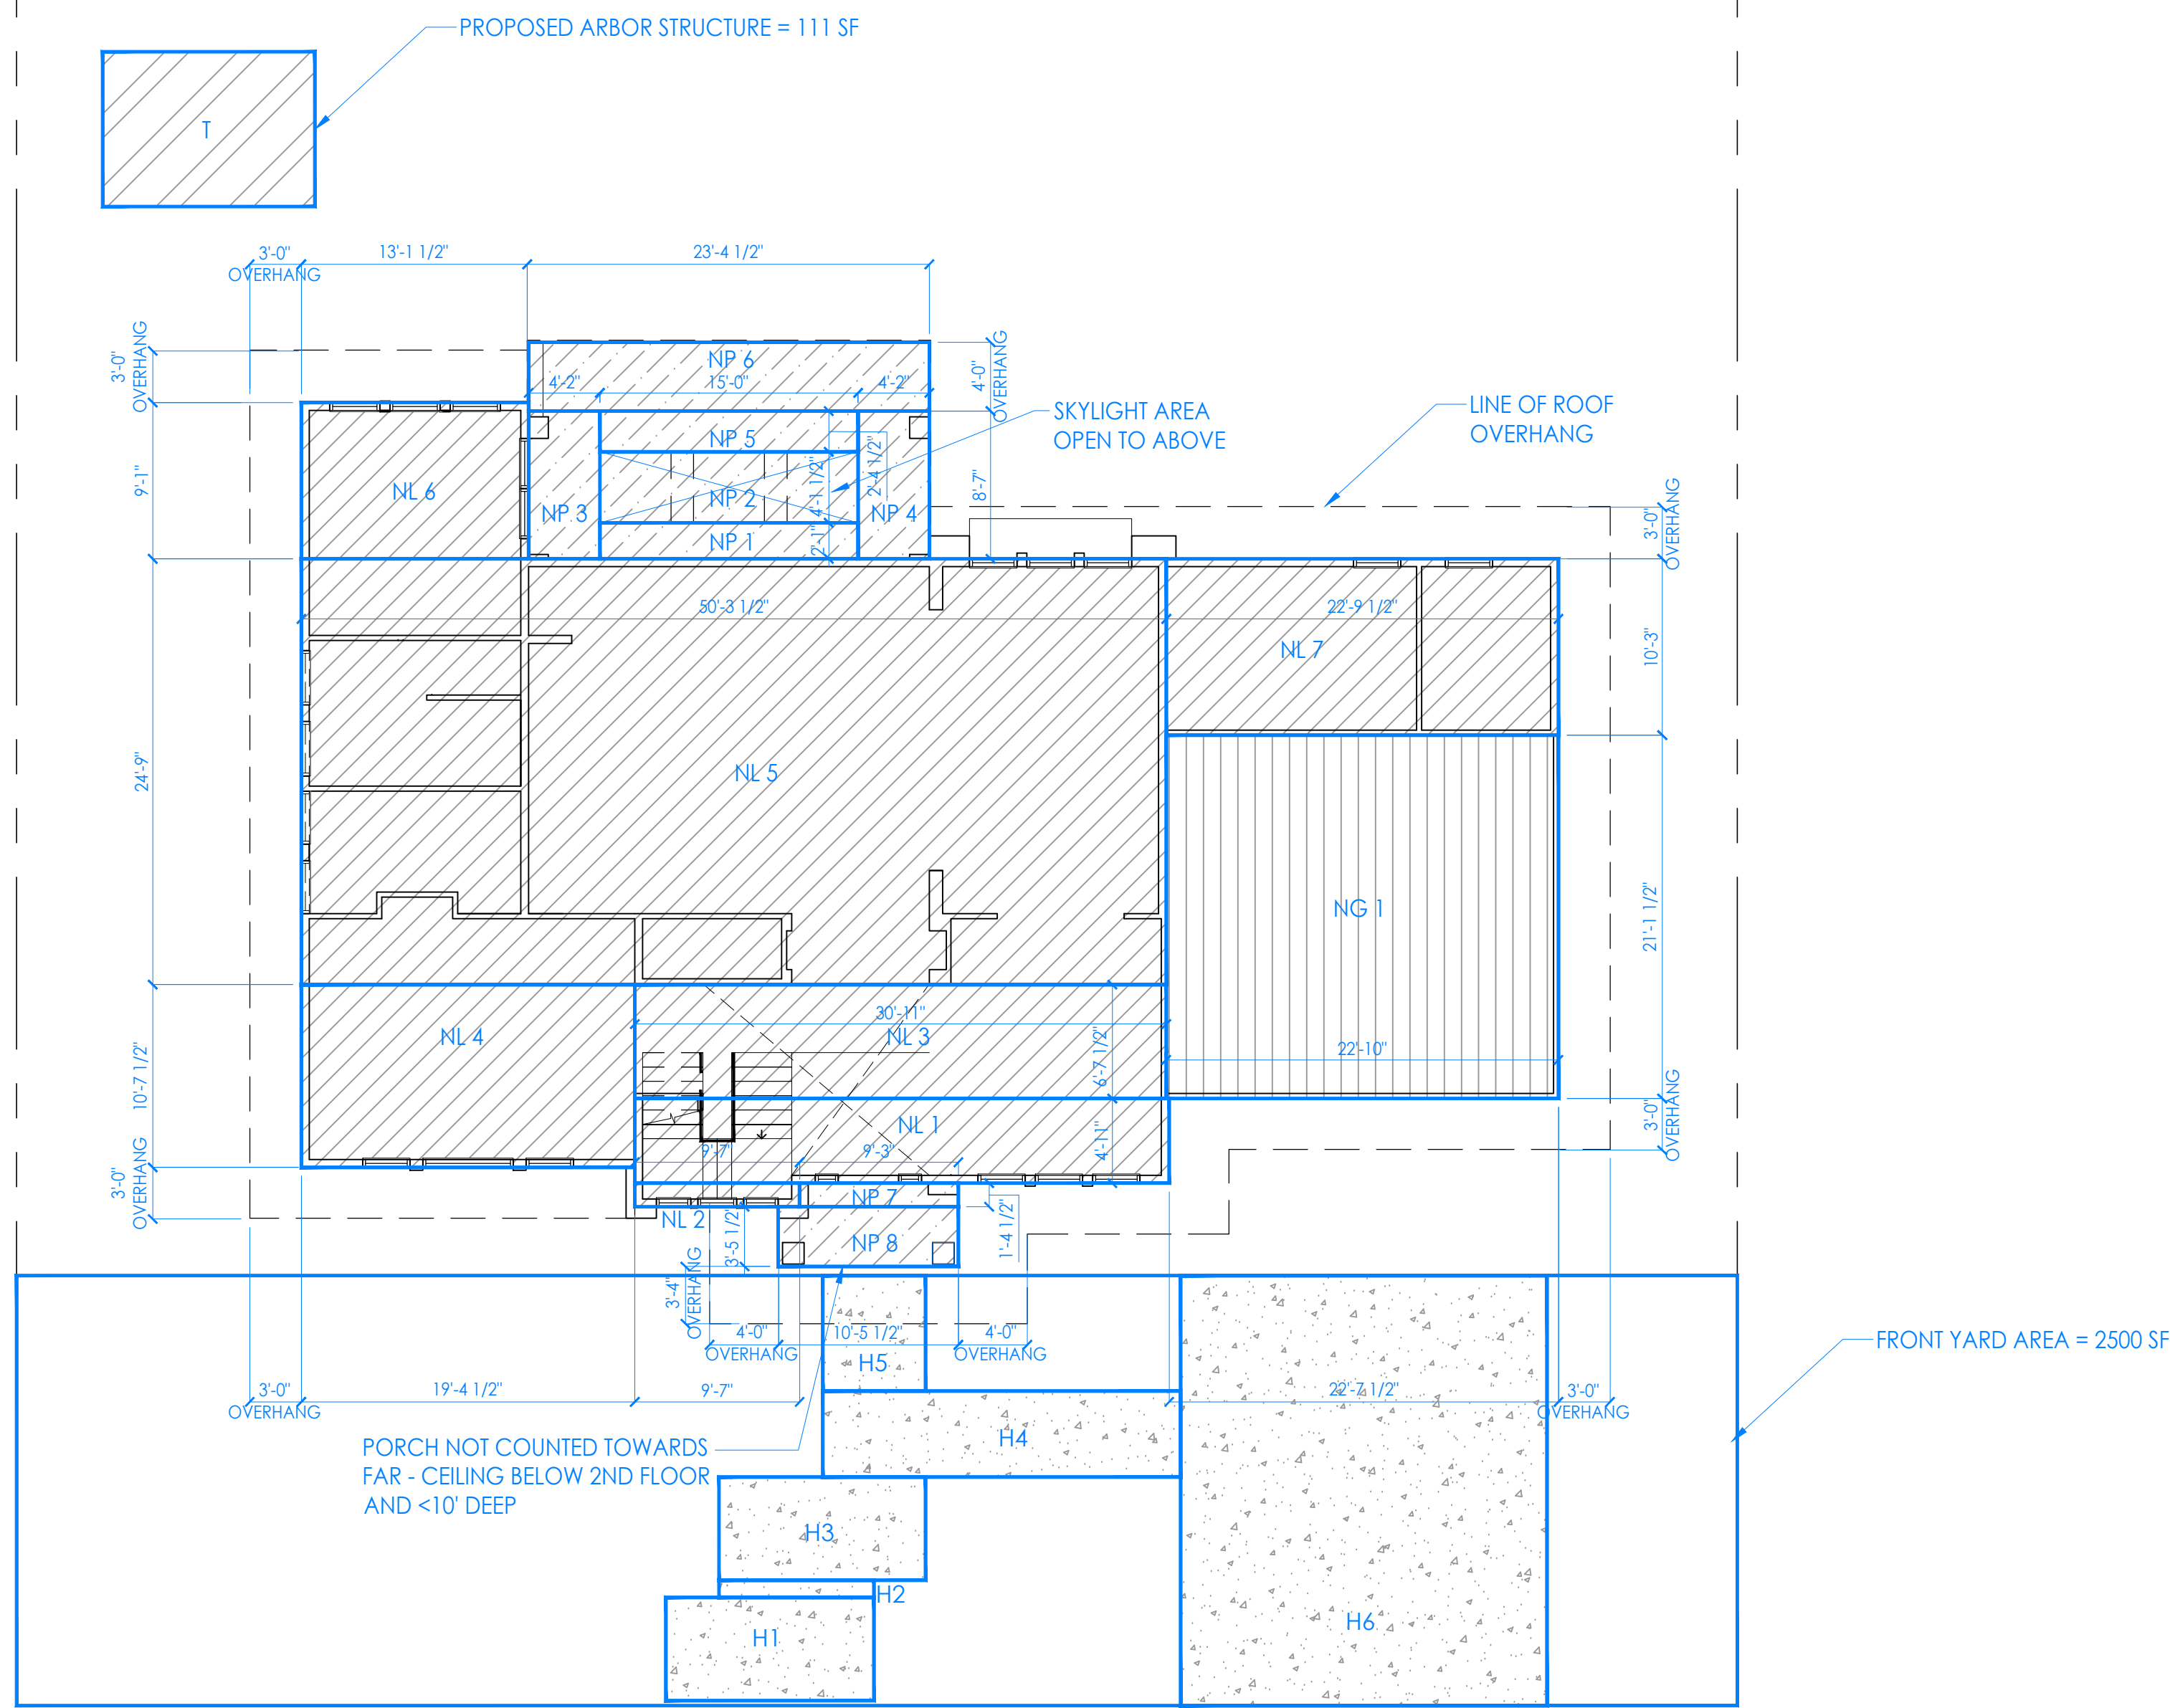 PROPOSED ARBOR STRUCTURE = 111 SF
T
3'-0"
OVERHANG
13'-1 1/2"
23'-4 1/2"
3'-0"
OVERHANG
NP 6
4'-2"
15'-0"
4'-2"
4'-0"
OVERHANG
SKYLIGHT AREA
OPEN TO ABOVE
LINE OF ROOF
OVERHANG
9'-1"
NL 6
NP 5
2'-4 1/2"
4'-1 1/2"
NP 2
NP 3
NP 4
NP 1
2'-1"
8'-7"
3'-0"
OVERHANG
50'-3 1/2"
22'-9 1/2"
NL 7
10'-3"
24'-9"
NL 5
NG 1
21'-1 1/2"
30'-11"
NL 4
NL 3
6'-7 1/2"
22'-10"
10'-7 1/2"
NL 1
4'-11"
9'-7"
9'-3"
3'-0"
OVERHANG
3'-0"
OVERHANG
NP 7
NL 2
3'-5 1/2"
NP 8
1'-4 1/2"
3'-4"
OVERHANG
4'-0"
OVERHANG
10'-5 1/2"
4'-0"
OVERHANG
H5
FRONT YARD AREA = 2500 SF
3'-0"
OVERHANG
19'-4 1/2"
9'-7"
22'-7 1/2"
3'-0"
OVERHANG
H4
PORCH NOT COUNTED TOWARDS
FAR - CEILING BELOW 2ND FLOOR
AND <10' DEEP
H3
H2
H1
H6